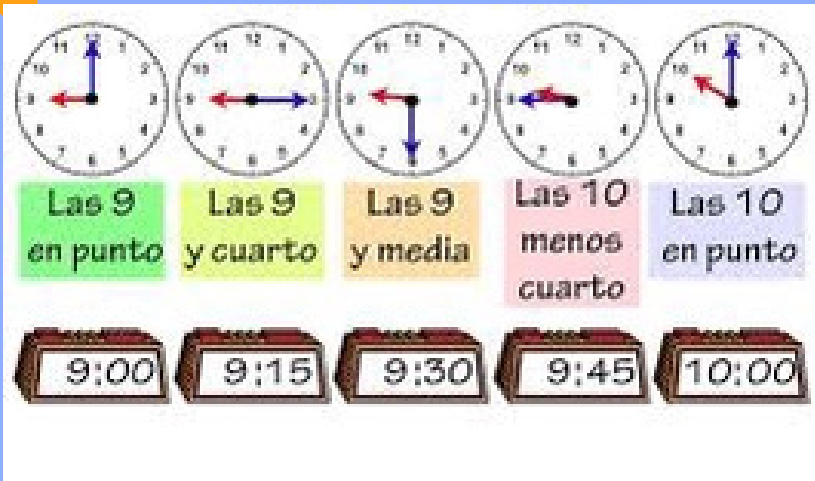 Las 9
en punto
Las 9
y cuarto
Las 9
y media
Las 10
menos
cuarto
Las 10
en punto
9:00
9:15
9:30
9:45
10:00